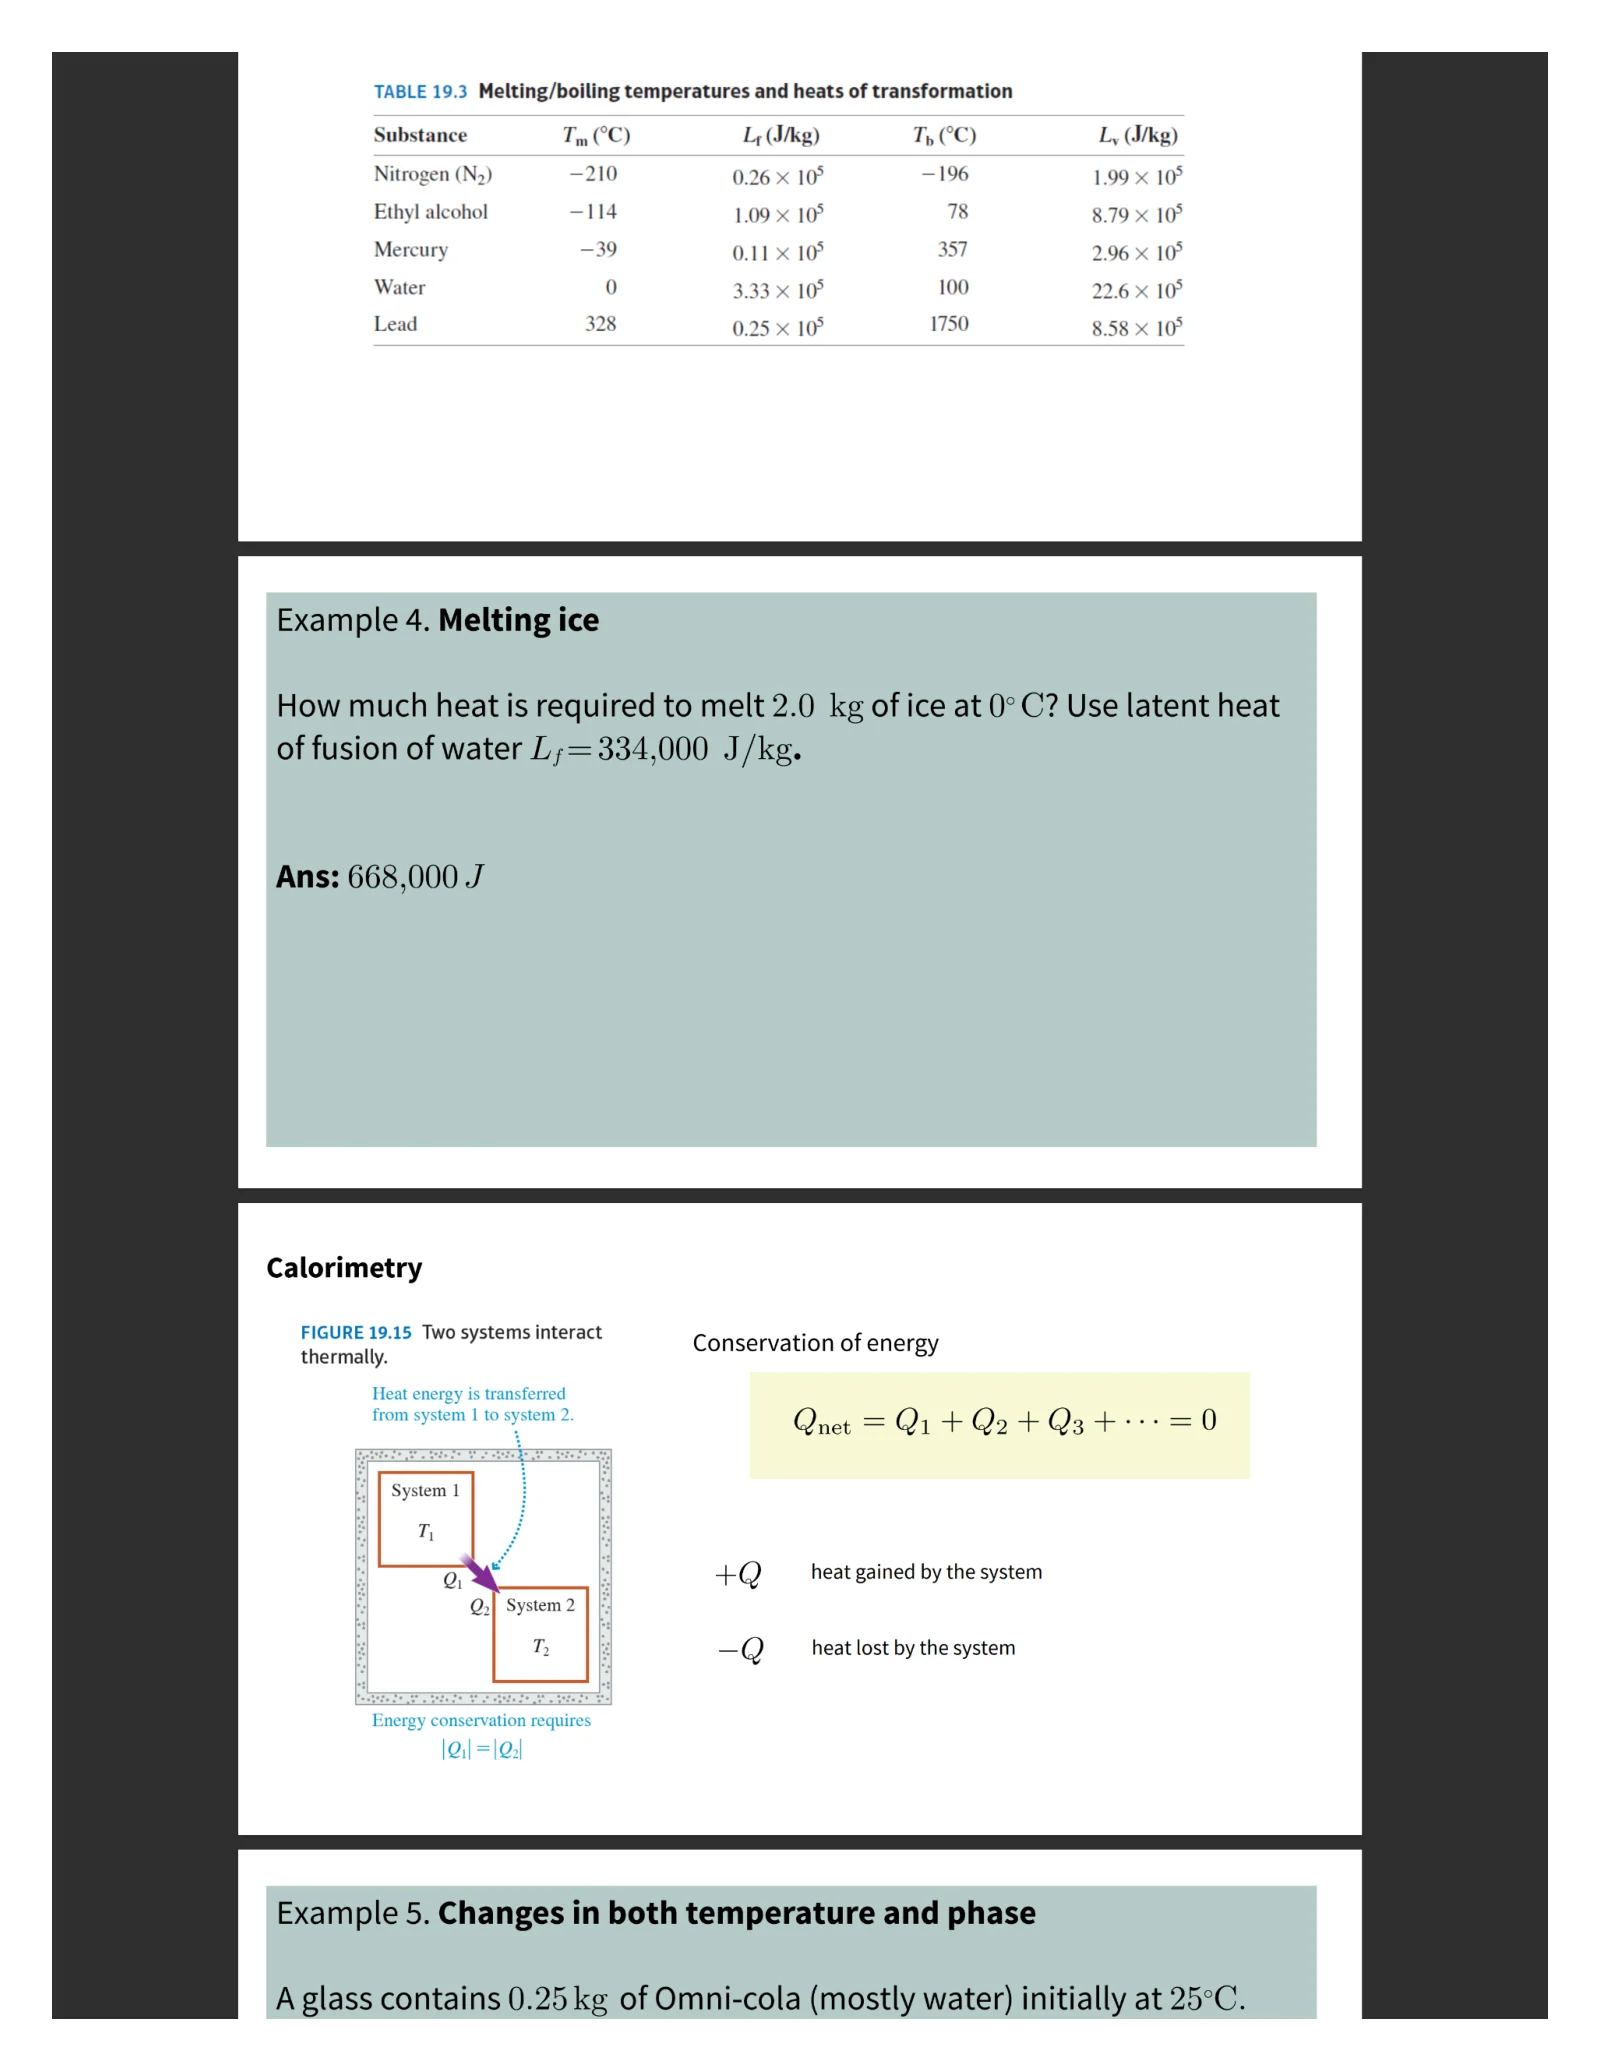 TABLE 19.3 Melting/boiling temperatures and heats of transformation
Substance Tm (°C) Lf (J/kg) Tb (°C) Lv (J/kg)
Nitrogen (N₂) −210 0.26 × 10⁵ −196 1.99 × 10⁵
Ethyl alcohol −114 1.09 × 10⁵ 78 8.79 × 10⁵
Mercury −39 0.11 × 10⁵ 357 2.96 × 10⁵
Water 0 3.33 × 10⁵ 100 22.6 × 10⁵
Lead 328 0.25 × 10⁵ 1750 8.58 × 10⁵
Example 4. Melting ice
How much heat is required to melt 2.0 kg of ice at 0°C? Use latent heat
of fusion of water Lf=334,000 J/kg.
Ans: 668,000 J
Calorimetry
FIGURE 19.15 Two systems interact
thermally.
Heat energy is transferred
from system 1 to system 2.
System 1
T₁
Q₁
Q₂ System 2
T₂
Energy conservation requires
|Q₁| = |Q₂|
Conservation of energy
Qnet = Q₁ + Q₂ + Q₃ + ⋯ = 0
+Q heat gained by the system
−Q heat lost by the system
Example 5. Changes in both temperature and phase
A glass contains 0.25 kg of Omni-cola (mostly water) initially at 25°C.